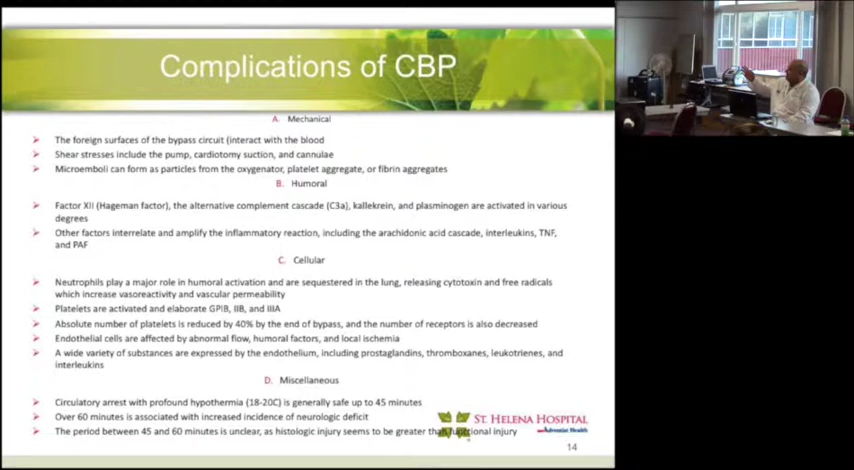 Complications of CBP
A. Mechanical
The foreign surfaces of the bypass circuit (interact with the blood
Shear stresses include the pump, cardiotomy suction, and cannulae
Microemboli can form as particles from the oxygenator, platelet aggregate, or fibrin aggregates
B. Humoral
Factor XII (Hageman factor), the alternative complement cascade (C3a), kallekrein, and plasminogen are activated in various
degrees
Other factors interrelate and amplify the inflammatory reaction, including the arachidonic acid cascade, interleukins, TNF,
and PAF
C. Cellular
Neutrophils play a major role in humoral activation and are sequestered in the lung, releasing cytotoxin and free radicals
which increase vasoreactivity and vascular permeability
Platelets are activated and elaborate GPIB, IIB, and IIIA
Absolute number of platelets is reduced by 40% by the end of bypass, and the number of receptors is also decreased
Endothelial cells are affected by abnormal flow, humoral factors, and local ischemia
A wide variety of substances are expressed by the endothelium, including prostaglandins, thromboxanes, leukotrienes, and
interleukins
D. Miscellaneous
Circulatory arrest with profound hypothermia (18-20C) is generally safe up to 45 minutes
Over 60 minutes is associated with increased incidence of neurologic deficit
The period between 45 and 60 minutes is unclear, as histologic injury seems to be greater than functional injury
ST. HELENA HOSPITAL
Adventist Health
14